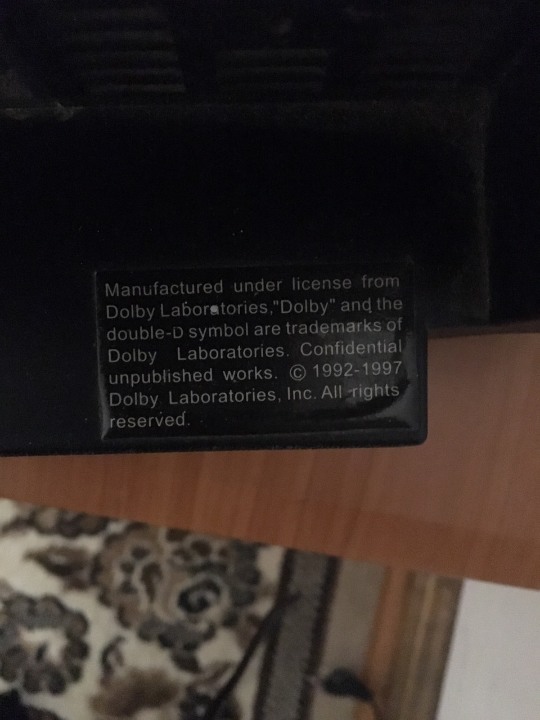 Manufactured under license from
Dolby Laboratories,"Dolby" and the
double-D symbol are trademarks of
Dolby Laboratories. Confidential
unpublished works. © 1992-1997
Dolby Laboratories, Inc. All rights
reserved.